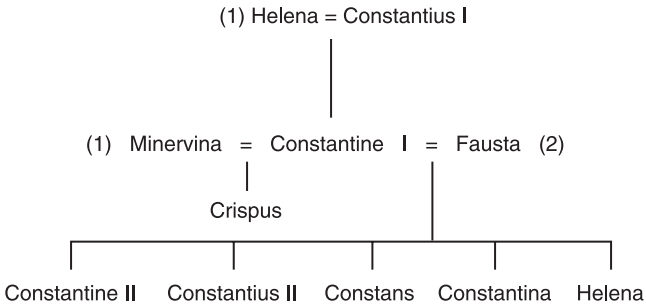 (1) Helena = Constantius I
(1) Minervina = Constantine I = Fausta (2)
Crispus
Constantine II Constantius II Constans Constantina Helena